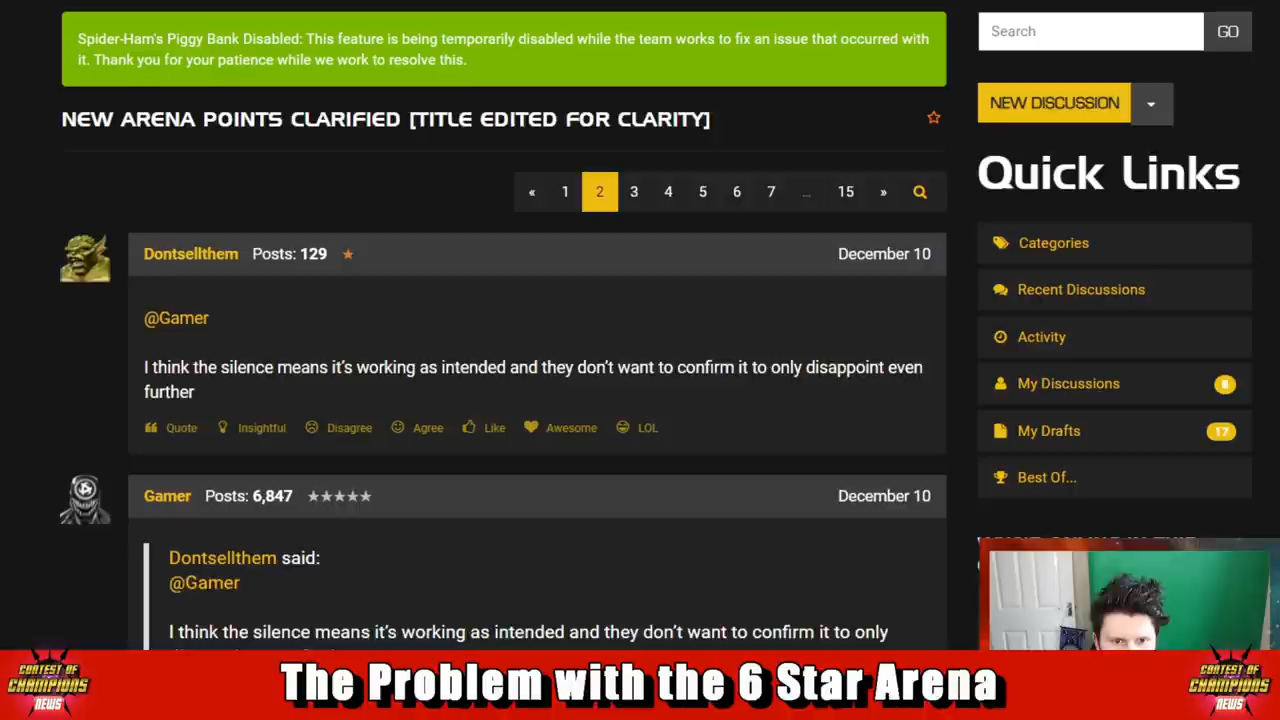 Spider-Ham's Piggy Bank Disabled: This feature is being temporarily disabled while the team works to fix an issue that occurred with
it. Thank you for your patience while we work to resolve this.
Search
GO
NEW DISCUSSION
NEW ARENA POINTS CLARIFIED [TITLE EDITED FOR CLARITY]
« 1 2 3 4 5 6 7 … 15 »
Quick Links
Categories
Recent Discussions
Activity
My Discussions
My Drafts 17
Best Of...
Dontsellthem Posts: 129 December 10
@Gamer
I think the silence means it's working as intended and they don't want to confirm it to only disappoint even
further
Quote Insightful Disagree Agree Like Awesome LOL
Gamer Posts: 6,847 December 10
Dontsellthem said:
@Gamer
I think the silence means it's working as intended and they don't want to confirm it to only
CONTEST OF
CHAMPIONS
NEWS
The Problem with the 6 Star Arena
CONTEST OF
CHAMPIONS
NEWS